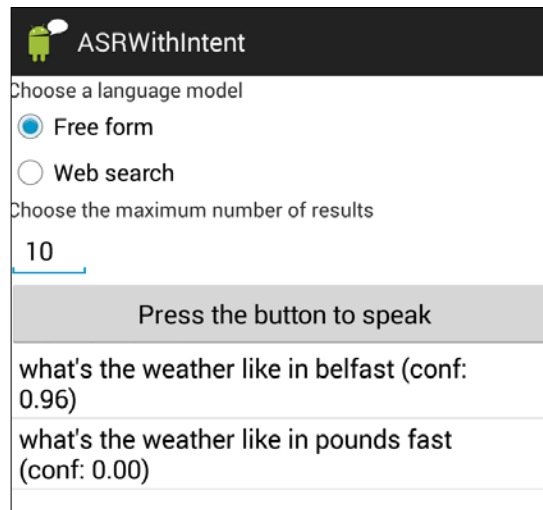 ASRWithIntent
Choose a language model
Free form
Web search
Choose the maximum number of results
10
Press the button to speak
what's the weather like in belfast (conf:
0.96)
what's the weather like in pounds fast
(conf: 0.00)